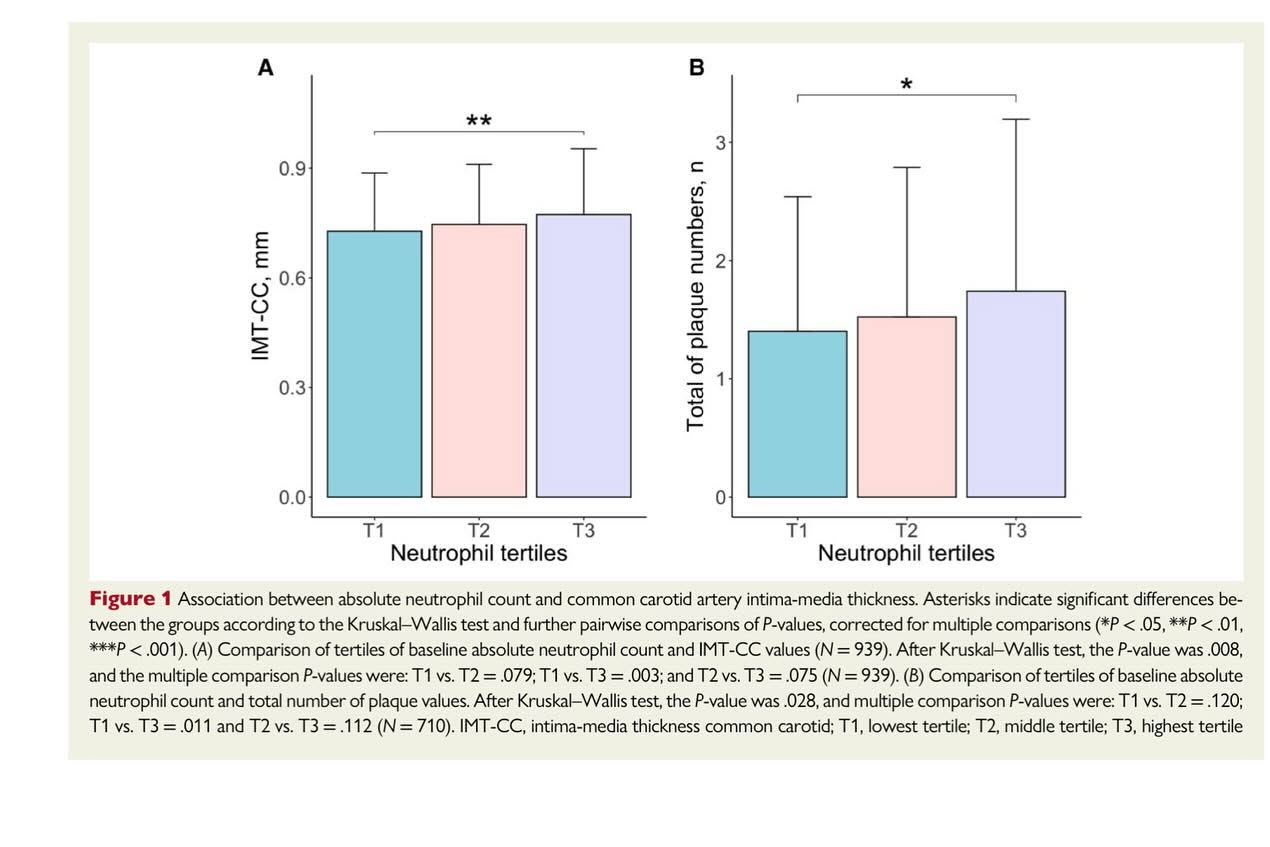 A
**
IMT-CC, mm
0.9
0.6
0.3
0.0
T1 T2 T3
Neutrophil tertiles
B
*
Total of plaque numbers, n
3
2
1
0
T1 T2 T3
Neutrophil tertiles
Figure 1 Association between absolute neutrophil count and common carotid artery intima-media thickness. Asterisks indicate significant differences be-
tween the groups according to the Kruskal–Wallis test and further pairwise comparisons of P-values, corrected for multiple comparisons (*P < .05, **P < .01,
***P < .001). (A) Comparison of tertiles of baseline absolute neutrophil count and IMT-CC values (N = 939). After Kruskal–Wallis test, the P-value was .008,
and the multiple comparison P-values were: T1 vs. T2 = .079; T1 vs. T3 = .003; and T2 vs. T3 = .075 (N = 939). (B) Comparison of tertiles of baseline absolute
neutrophil count and total number of plaque values. After Kruskal–Wallis test, the P-value was .028, and multiple comparison P-values were: T1 vs. T2 = .120;
T1 vs. T3 = .011 and T2 vs. T3 = .112 (N = 710). IMT-CC, intima-media thickness common carotid; T1, lowest tertile; T2, middle tertile; T3, highest tertile